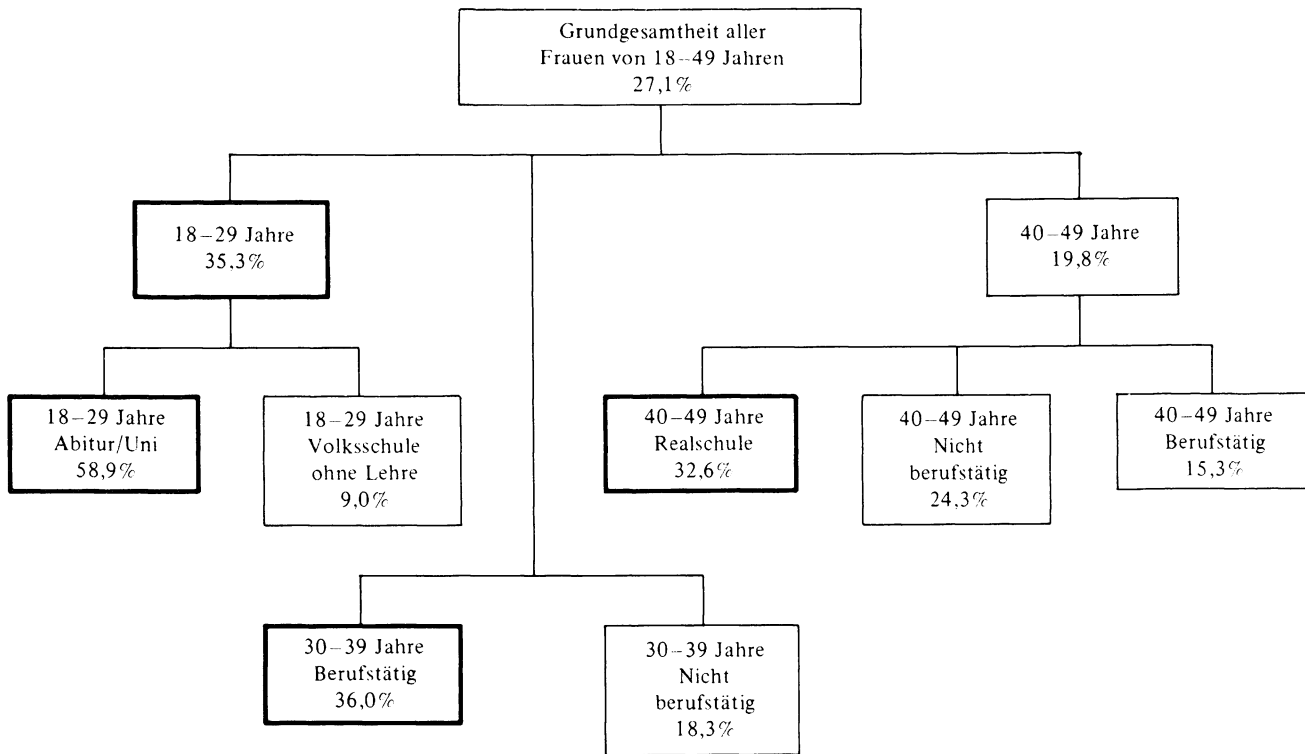 Grundgesamtheit aller
Frauen von 18–49 Jahren
27,1%
18–29 Jahre
35,3%
40–49 Jahre
19,8%
18–29 Jahre
Abitur/Uni
58,9%
18–29 Jahre
Volksschule
ohne Lehre
9,0%
40–49 Jahre
Realschule
32,6%
40–49 Jahre
Nicht
berufstätig
24,3%
40–49 Jahre
Berufstätig
15,3%
30–39 Jahre
Berufstätig
36,0%
30–39 Jahre
Nicht
berufstätig
18,3%